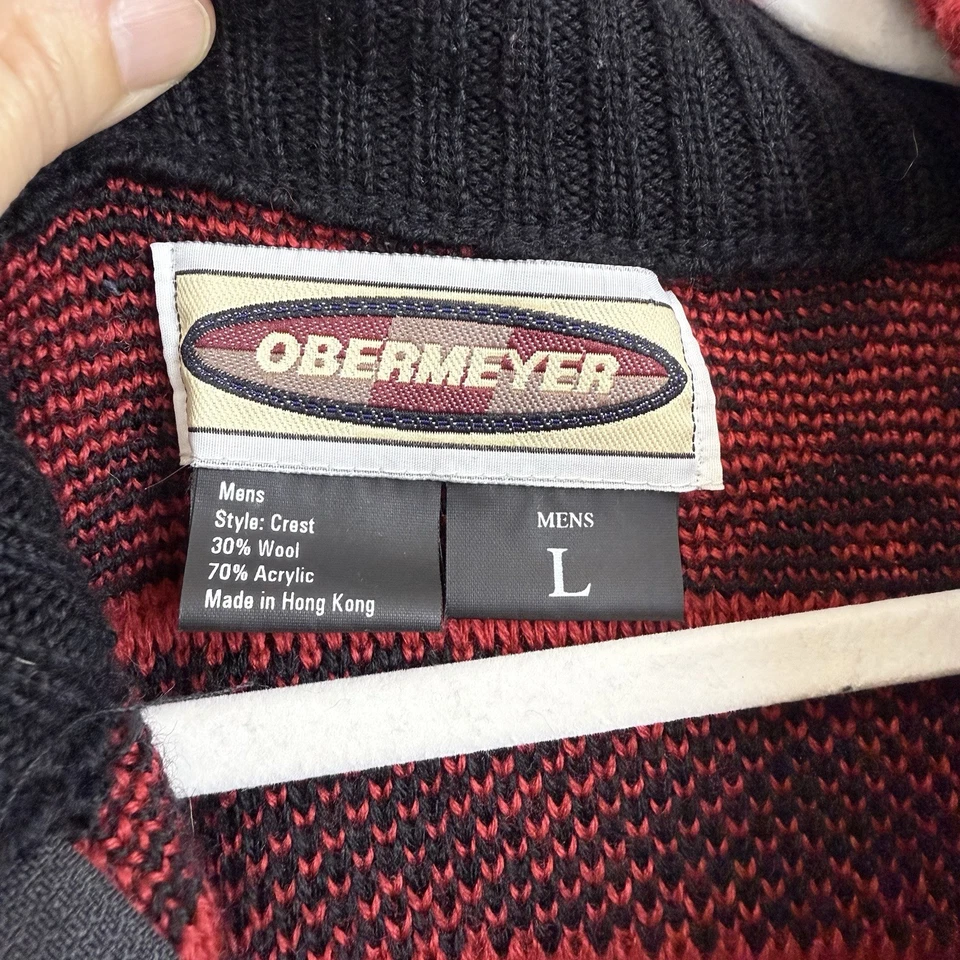 OBERMEYER
Mens
Style: Crest
30% Wool
70% Acrylic
Made in Hong Kong
MENS
L